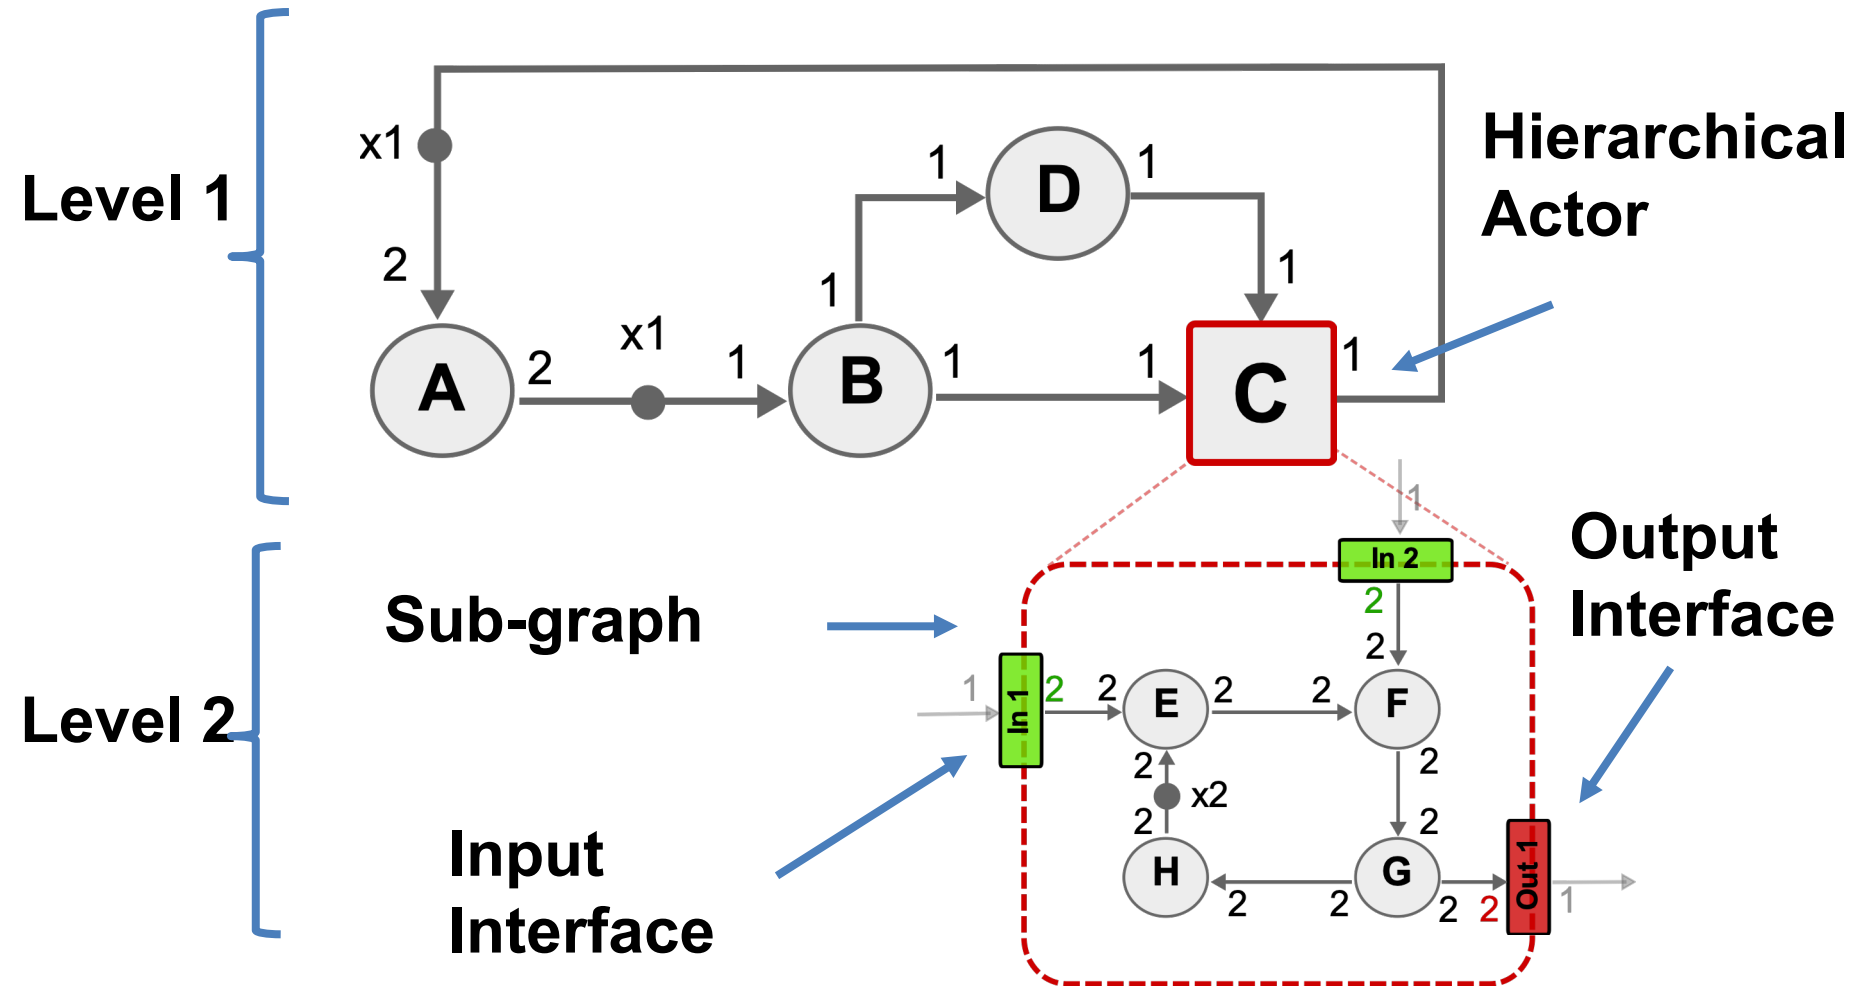 Level 1
x1
2
A
2
x1
1
B
1
1
D
1
1
1
1
C
1
Hierarchical
Actor
Level 2
Sub-graph
Input
Interface
Output
Interface
1
In 2
2
2
1
In 1
2
2
E
2
2
F
2
x2
2
H
2
2
G
2
2
2
2
Out 1
1